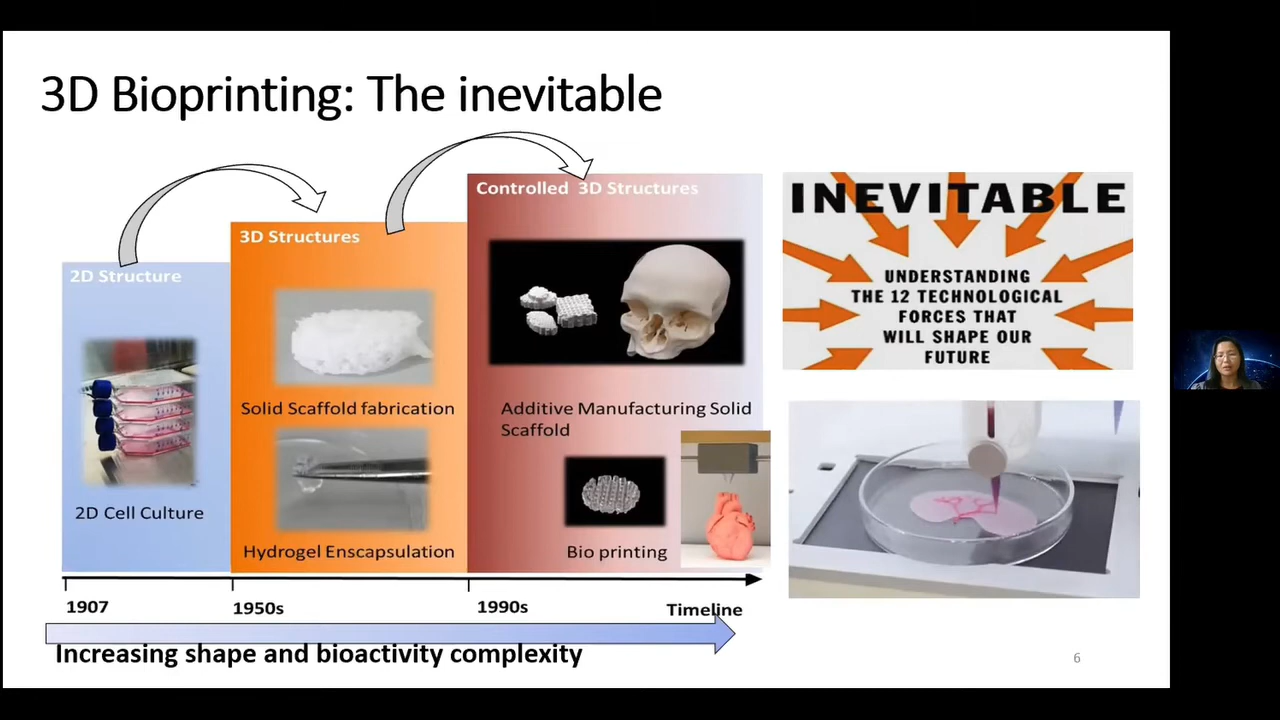 3D Bioprinting: The inevitable
2D Structure
2D Cell Culture
3D Structures
Solid Scaffold fabrication
Hydrogel Enscapsulation
Controlled 3D Structures
Additive Manufacturing Solid
Scaffold
Bio printing
1907
1950s
1990s
Timeline
Increasing shape and bioactivity complexity
INEVITABLE
UNDERSTANDING
THE 12 TECHNOLOGICAL
FORCES THAT
WILL SHAPE OUR
FUTURE
6